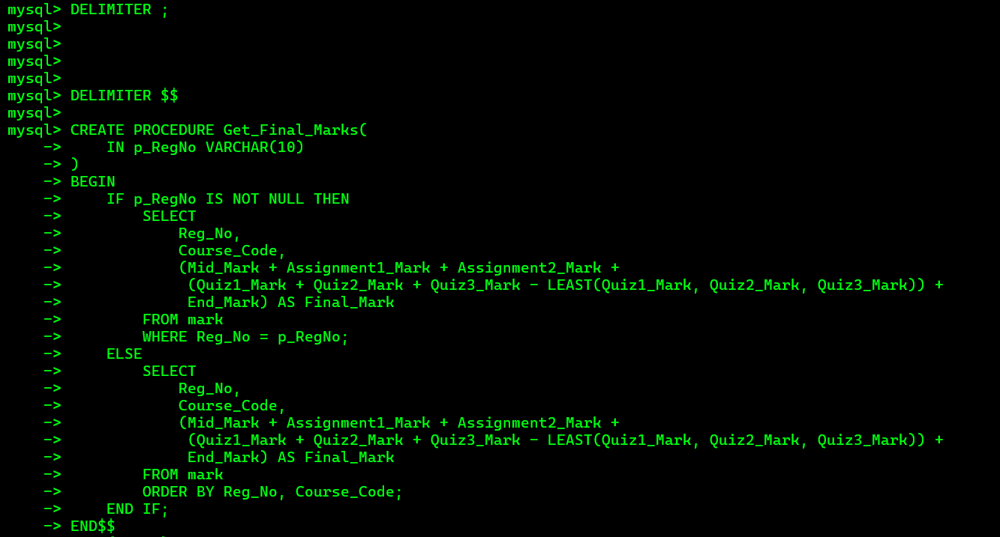 mysql> DELIMITER ;
mysql>
mysql>
mysql>
mysql>
mysql> DELIMITER $$
mysql>
mysql> CREATE PROCEDURE Get_Final_Marks(
    ->     IN p_RegNo VARCHAR(10)
    -> )
    -> BEGIN
    ->     IF p_RegNo IS NOT NULL THEN
    ->         SELECT
    ->             Reg_No,
    ->             Course_Code,
    ->             (Mid_Mark + Assignment1_Mark + Assignment2_Mark +
    ->              (Quiz1_Mark + Quiz2_Mark + Quiz3_Mark - LEAST(Quiz1_Mark, Quiz2_Mark, Quiz3_Mark)) +
    ->              End_Mark) AS Final_Mark
    ->         FROM mark
    ->         WHERE Reg_No = p_RegNo;
    ->     ELSE
    ->         SELECT
    ->             Reg_No,
    ->             Course_Code,
    ->             (Mid_Mark + Assignment1_Mark + Assignment2_Mark +
    ->              (Quiz1_Mark + Quiz2_Mark + Quiz3_Mark - LEAST(Quiz1_Mark, Quiz2_Mark, Quiz3_Mark)) +
    ->              End_Mark) AS Final_Mark
    ->         FROM mark
    ->         ORDER BY Reg_No, Course_Code;
    ->     END IF;
    -> END$$